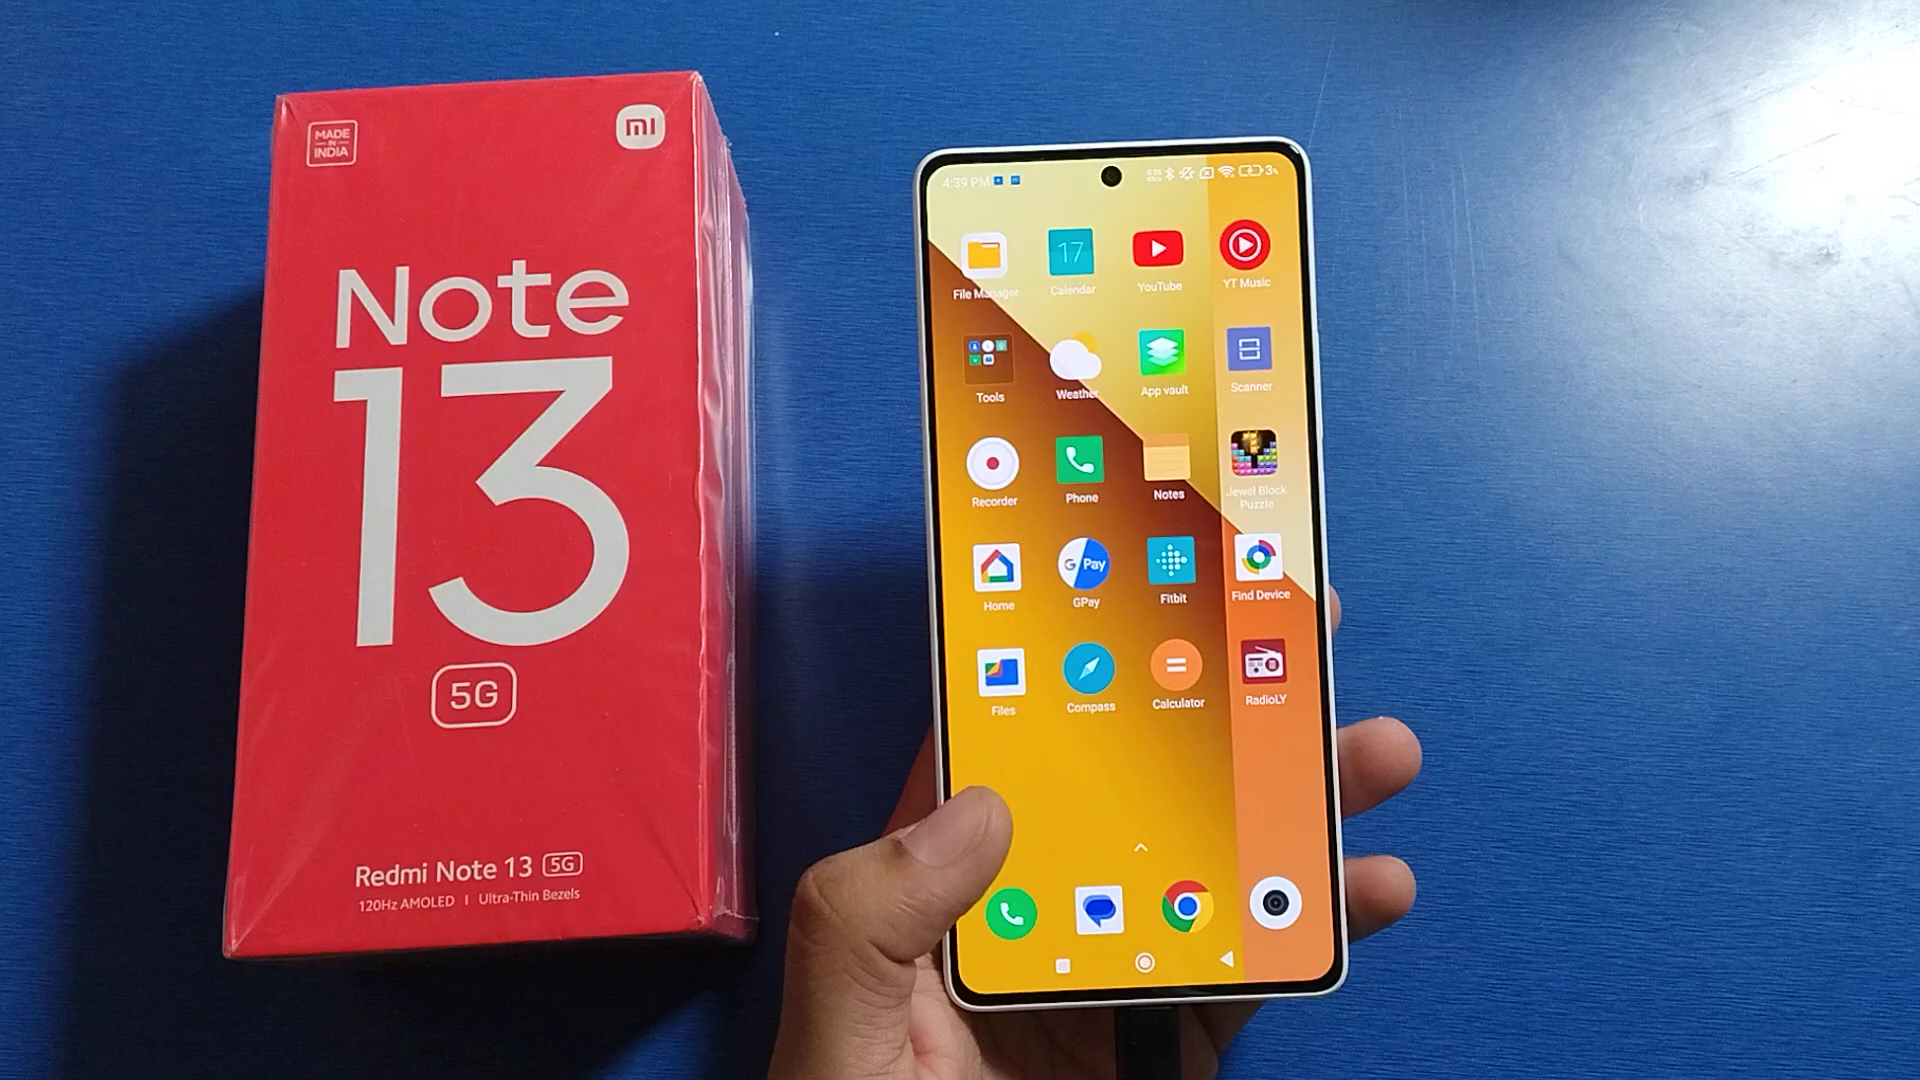 MADE
IN
INDIA
mi
Note
13
5G
Redmi Note 13 5G
120Hz AMOLED | Ultra-Thin Bezels
4:39 PM
3%
17
File Manager
Calendar
YouTube
YT Music
Tools
Weather
App vault
Scanner
Recorder
Phone
Notes
Jewel Block
Puzzle
G Pay
Home
GPay
Fitbit
Find Device
Files
Compass
Calculator
RadioLY